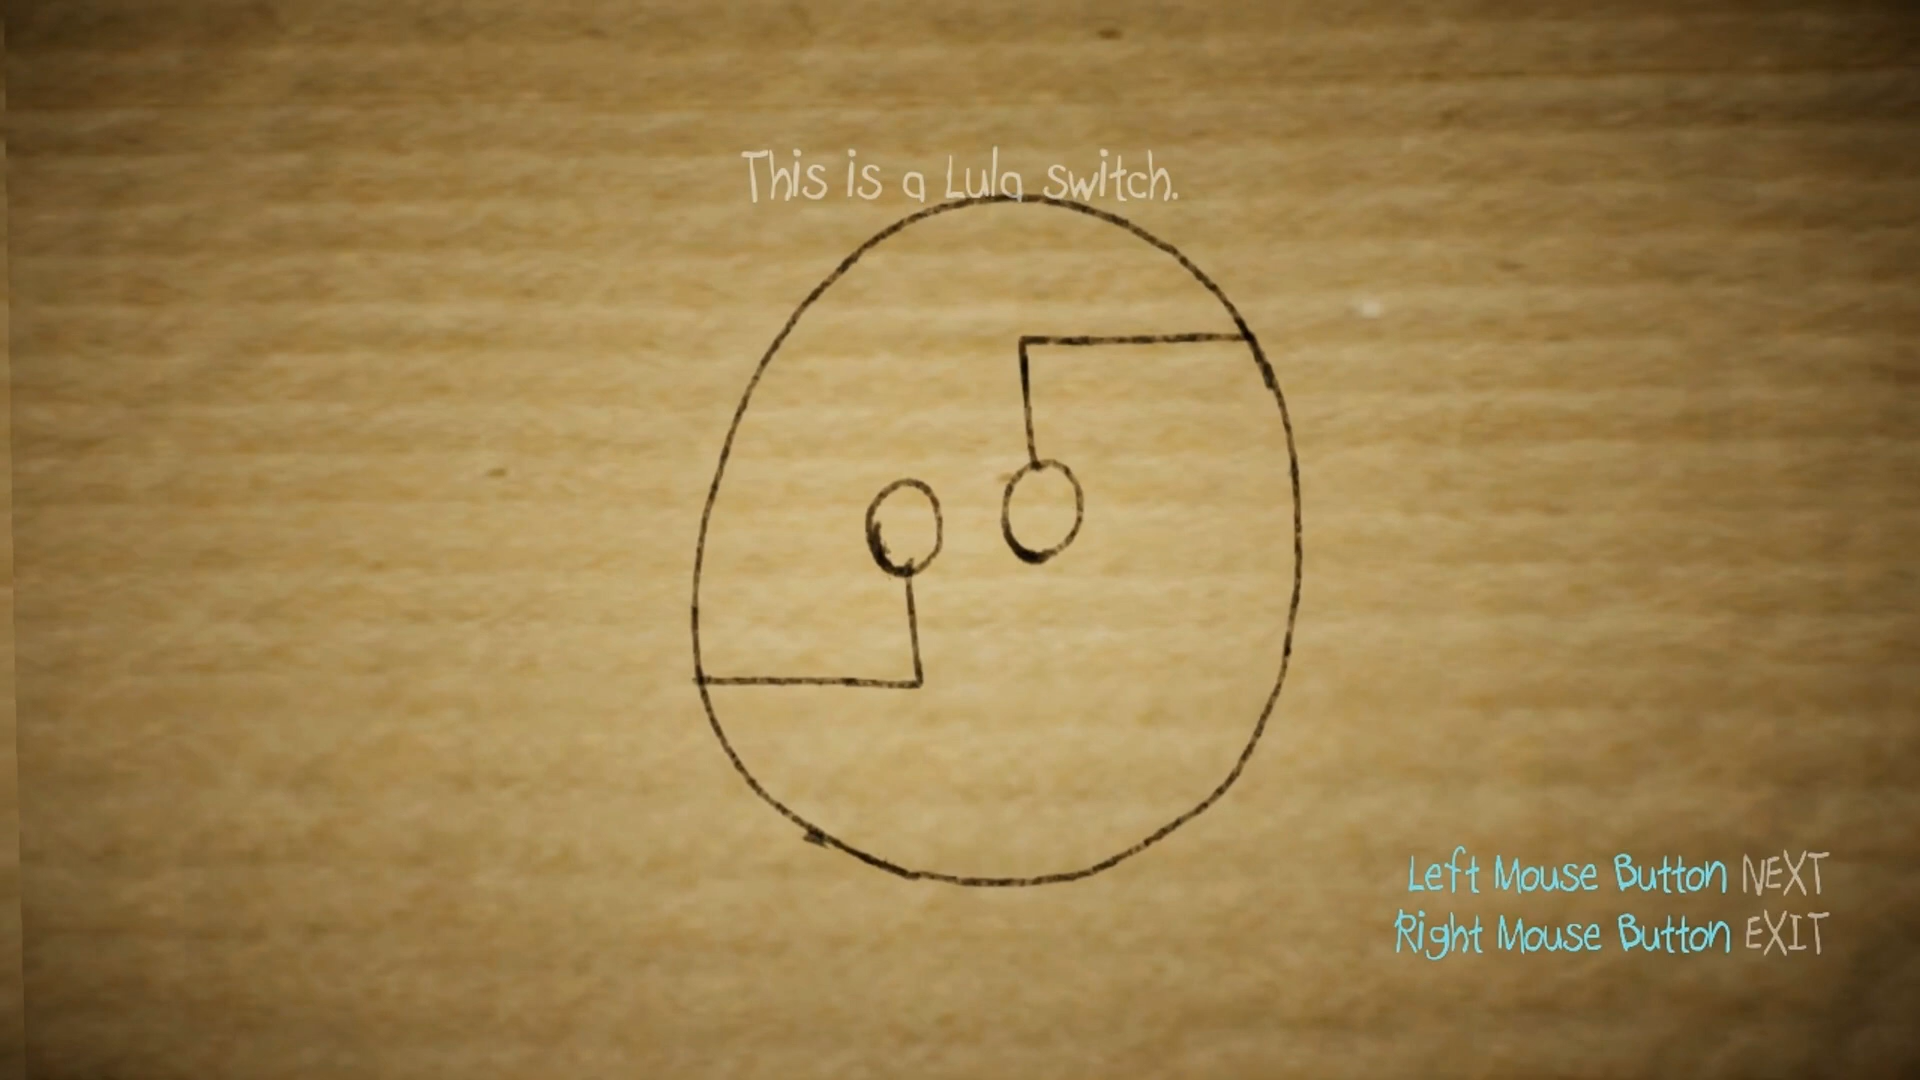 This is a Lula switch.
Left Mouse Button NEXT
Right Mouse Button EXIT